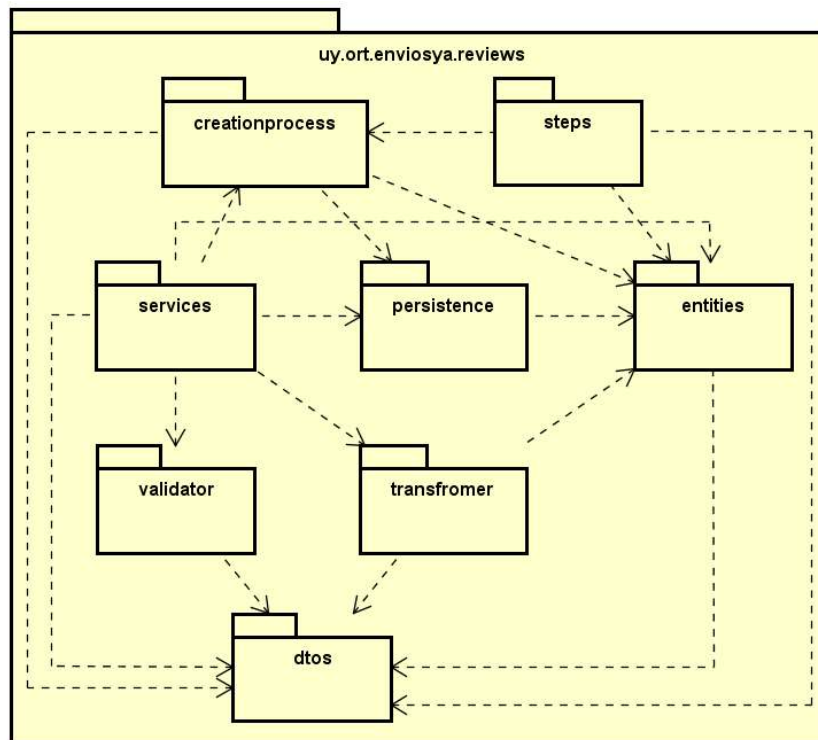 uy.ort.enviosya.reviews
creationprocess
steps
services
persistence
entities
validator
transfromer
dtos